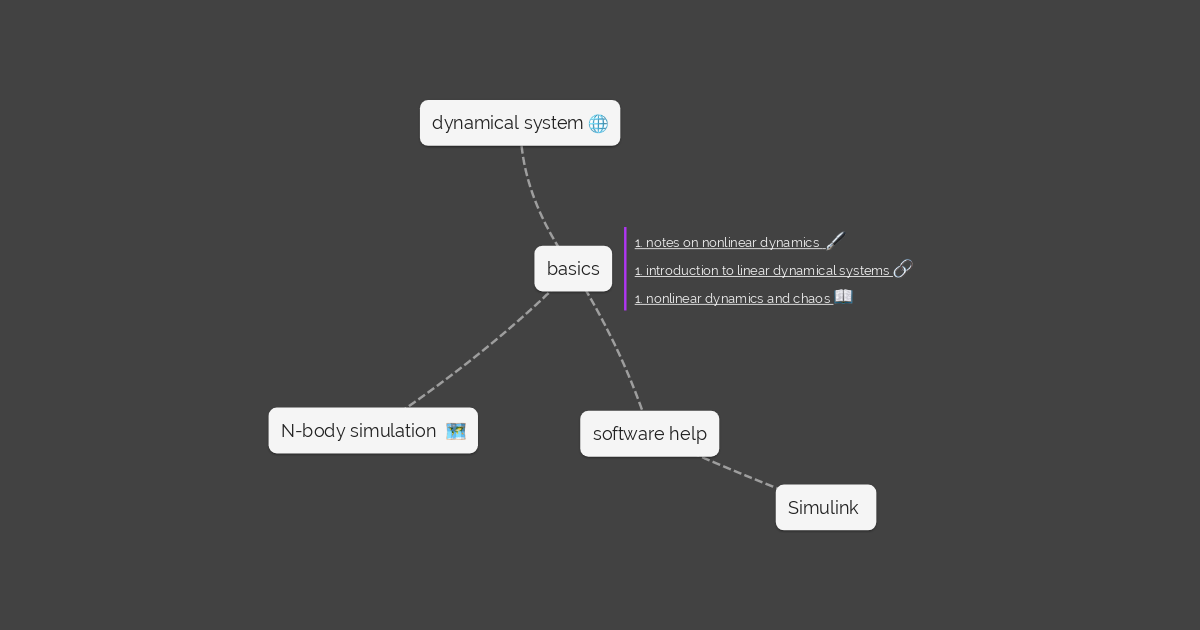 dynamical system 🌐
basics
1. notes on nonlinear dynamics 🖋
1. introduction to linear dynamical systems 🔗
1. nonlinear dynamics and chaos 📖
N-body simulation 🗺
software help
Simulink